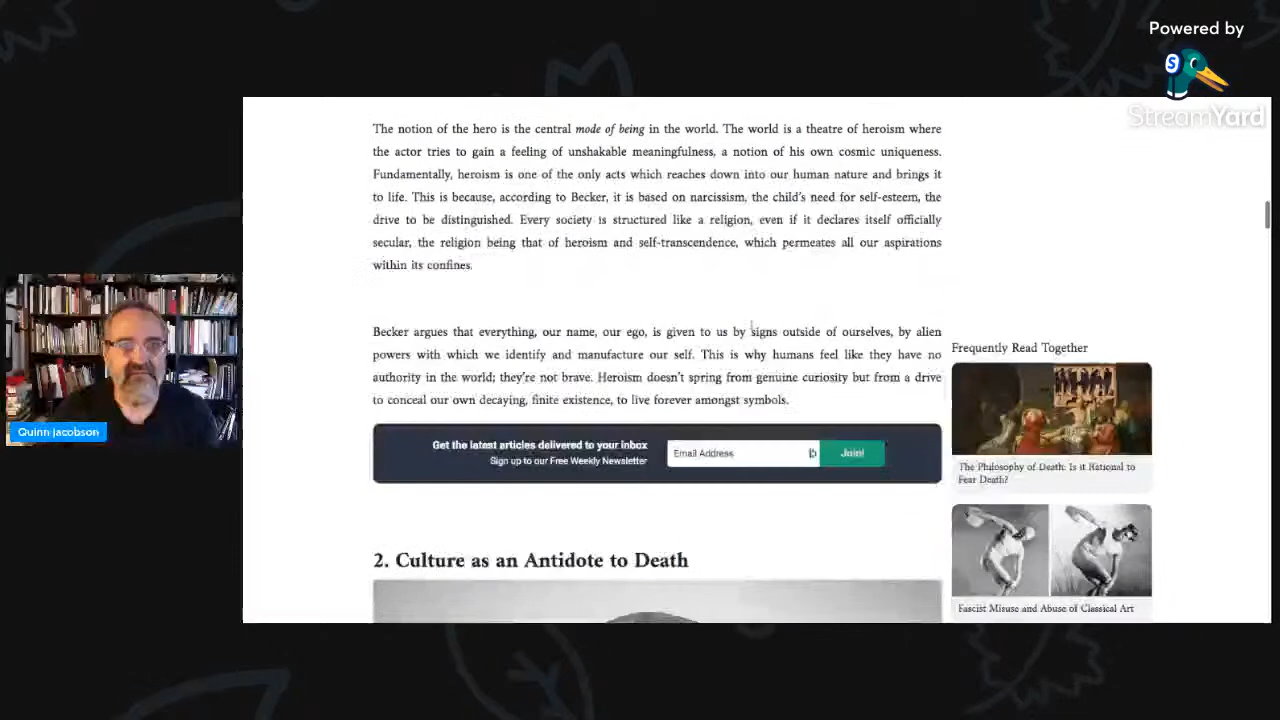 Powered by
StreamYard
The notion of the hero is the central mode of being in the world. The world is a theatre of heroism where
the actor tries to gain a feeling of unshakable meaningfulness, a notion of his own cosmic uniqueness.
Fundamentally, heroism is one of the only acts which reaches down into our human nature and brings it
to life. This is because, according to Becker, it is based on narcissism, the child's need for self-esteem, the
drive to be distinguished. Every society is structured like a religion, even if it declares itself officially
secular, the religion being that of heroism and self-transcendence, which permeates all our aspirations
within its confines.
Becker argues that everything, our name, our ego, is given to us by signs outside of ourselves, by alien
powers with which we identify and manufacture our self. This is why humans feel like they have no
authority in the world; they're not brave. Heroism doesn't spring from genuine curiosity but from a drive
to conceal our own decaying, finite existence, to live forever amongst symbols.
Get the latest articles delivered to your inbox
Sign up to our Free Weekly Newsletter
Email Address
Join!
2. Culture as an Antidote to Death
Frequently Read Together
The Philosophy of Death: Is it Rational to
Fear Death?
Fascist Misuse and Abuse of Classical Art
Quinn Jacobson